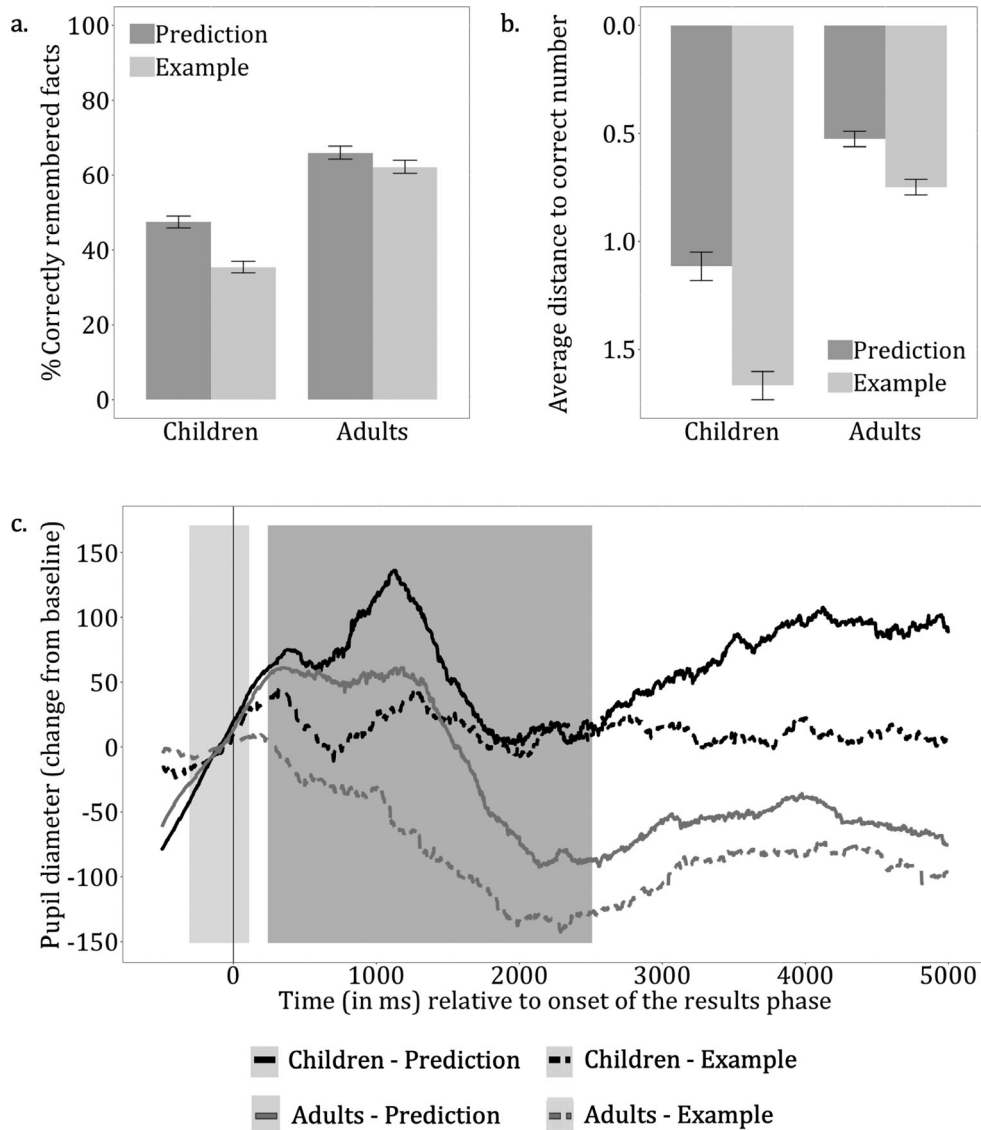 a.
100
80
60
40
20
0
% Correctly remembered facts
Prediction
Example
Children Adults
b.
0.0
0.5
1.0
1.5
Average distance to correct number
Prediction
Example
Children Adults
c.
150
100
50
0
-50
-100
-150
Pupil diameter (change from baseline)
0 1000 2000 3000 4000 5000
Time (in ms) relative to onset of the results phase
Children - Prediction Children - Example
Adults - Prediction Adults - Example